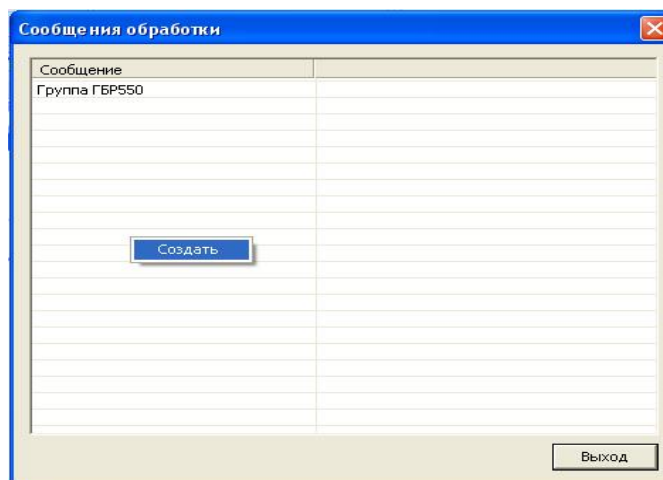 Сообщения обработки
Сообщение
Группа ГБР550
Создать
Выход